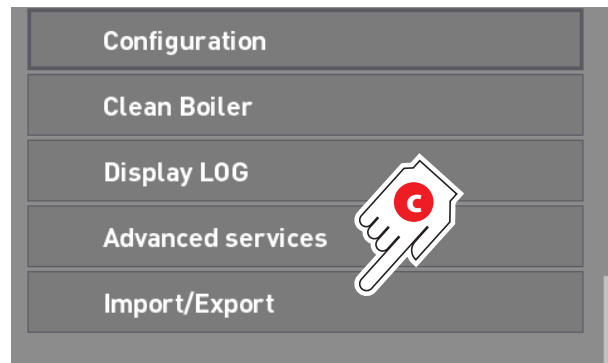 Configuration
Clean Boiler
Display LOG
C
Advanced services
Import/Export